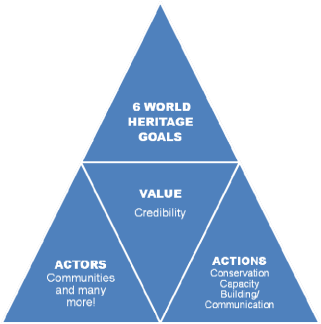 6 WORLD
HERITAGE
GOALS
VALUE
Credibility
ACTORS
Communities
and many
more!
ACTIONS
Conservation
Capacity
Building/
Communication